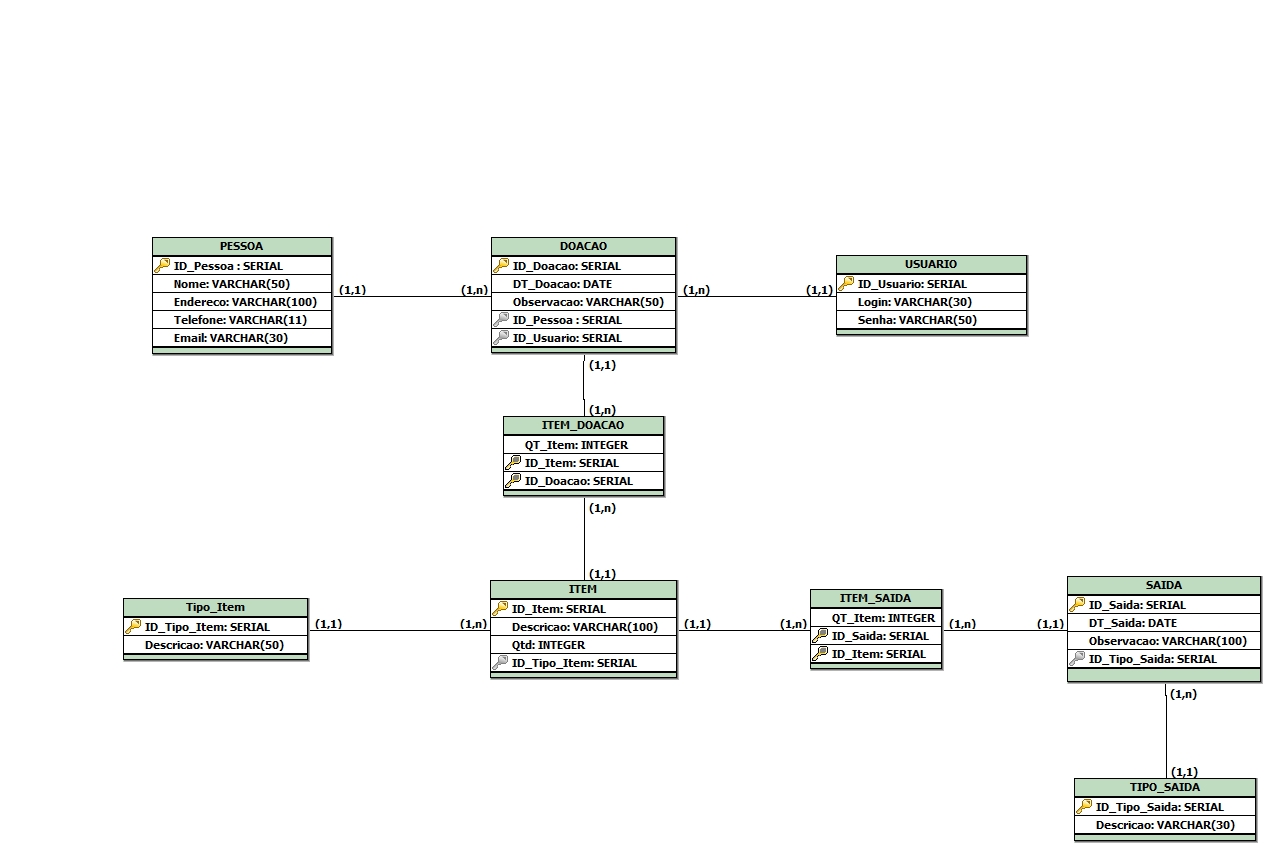 PESSOA
ID_Pessoa : SERIAL
Nome: VARCHAR(50)
Endereco: VARCHAR(100)
Telefone: VARCHAR(11)
Email: VARCHAR(30)
(1,1)
(1,n)
DOACAO
ID_Doacao: SERIAL
DT_Doacao: DATE
Observacao: VARCHAR(50)
ID_Pessoa : SERIAL
ID_Usuario: SERIAL
(1,n)
(1,1)
USUARIO
ID_Usuario: SERIAL
Login: VARCHAR(30)
Senha: VARCHAR(50)
(1,1)
(1,n)
ITEM_DOACAO
QT_Item: INTEGER
ID_Item: SERIAL
ID_Doacao: SERIAL
(1,n)
(1,1)
Tipo_Item
ID_Tipo_Item: SERIAL
Descricao: VARCHAR(50)
(1,1)
(1,n)
ITEM
ID_Item: SERIAL
Descricao: VARCHAR(100)
Qtd: INTEGER
ID_Tipo_Item: SERIAL
(1,1)
(1,n)
ITEM_SAIDA
QT_Item: INTEGER
ID_Saida: SERIAL
ID_Item: SERIAL
(1,n)
(1,1)
SAIDA
ID_Saida: SERIAL
DT_Saida: DATE
Observacao: VARCHAR(100)
ID_Tipo_Saida: SERIAL
(1,n)
(1,1)
TIPO_SAIDA
ID_Tipo_Saida: SERIAL
Descricao: VARCHAR(30)